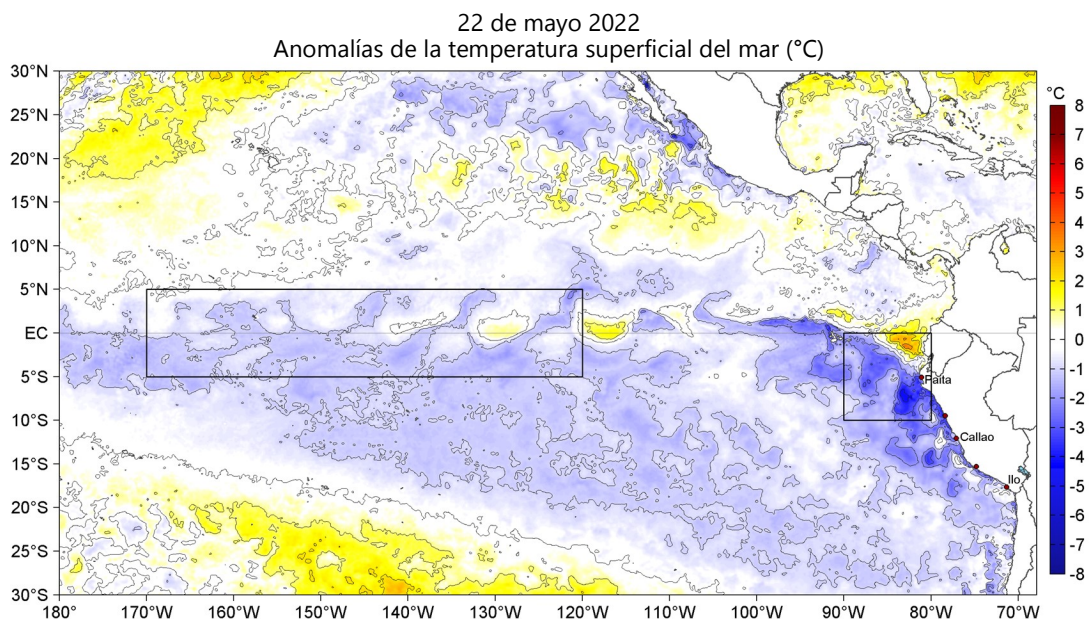 22 de mayo 2022
Anomalías de la temperatura superficial del mar (°C)
30°N
25°N
20°N
15°N
10°N
5°N
EC
5°S
10°S
15°S
20°S
25°S
30°S
Paita
Callao
Ilo
180 170°W 160°W 150°W 140°W 130°W 120°W 110°W 100°W 90°W 80°W 70°W
°C
8
7
6
5
4
3
2
1
0
-1
-2
-3
-4
-5
-6
-7
-8